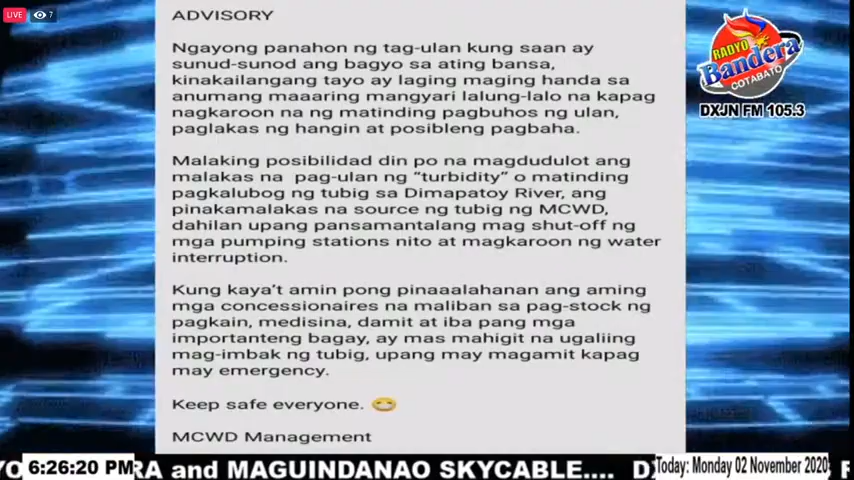 LIVE 7
ADVISORY
Ngayong panahon ng tag-ulan kung saan ay
sunud-sunod ang bagyo sa ating bansa,
kinakailangang tayo ay laging maging handa sa
anumang maaaring mangyari lalung-lalo na kapag
nagkaroon na ng matinding pagbuhos ng ulan,
paglakas ng hangin at posibleng pagbaha.
Malaking posibilidad din po na magdudulot ang
malakas na pag-ulan ng "turbidity" o matinding
pagkalubog ng tubig sa Dimapatoy River, ang
pinakamalakas na source ng tubig ng MCWD,
dahilan upang pansamantalang mag shut-off ng
mga pumping stations nito at magkaroon ng water
interruption.
Kung kaya't amin pong pinaaalahanan ang aming
mga concessionaires na maliban sa pag-stock ng
pagkain, medisina, damit at iba pang mga
importanteng bagay, ay mas mahigit na ugaliing
mag-imbak ng tubig, upang may magamit kapag
may emergency.
Keep safe everyone. 😷
MCWD Management
RADYO
Bandera
COTABATO
DXJN FM 105.3
6:26:20 PM RA and MAGUINDANAO SKYCABLE.... Today: Monday 02 November 2020